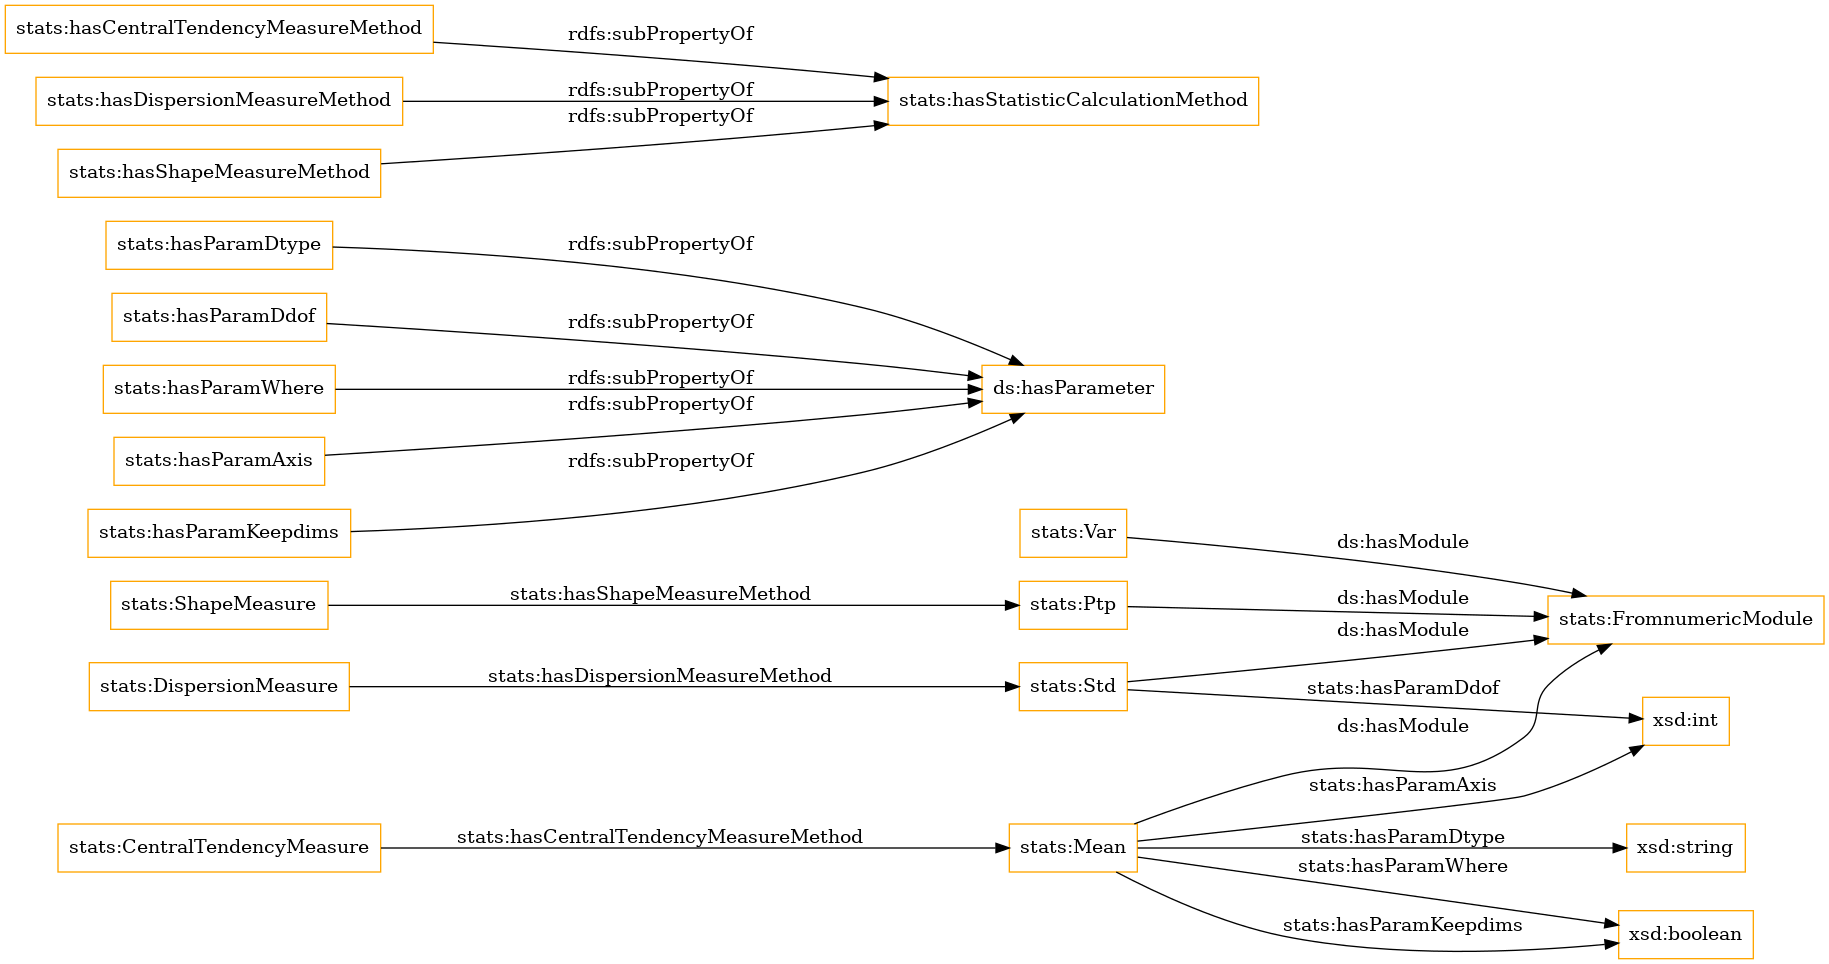 stats:hasCentralTendencyMeasureMethod
rdfs:subPropertyOf
stats:hasDispersionMeasureMethod
rdfs:subPropertyOf
stats:hasStatisticCalculationMethod
rdfs:subPropertyOf
stats:hasShapeMeasureMethod
stats:hasParamDtype
rdfs:subPropertyOf
stats:hasParamDdof
rdfs:subPropertyOf
stats:hasParamWhere
rdfs:subPropertyOf
ds:hasParameter
rdfs:subPropertyOf
stats:hasParamAxis
rdfs:subPropertyOf
stats:hasParamKeepdims
stats:Var
ds:hasModule
stats:ShapeMeasure
stats:hasShapeMeasureMethod
stats:Ptp
ds:hasModule
stats:FromnumericModule
ds:hasModule
stats:DispersionMeasure
stats:hasDispersionMeasureMethod
stats:Std
stats:hasParamDdof
xsd:int
ds:hasModule
stats:hasParamAxis
stats:CentralTendencyMeasure
stats:hasCentralTendencyMeasureMethod
stats:Mean
stats:hasParamDtype
xsd:string
stats:hasParamWhere
stats:hasParamKeepdims
xsd:boolean